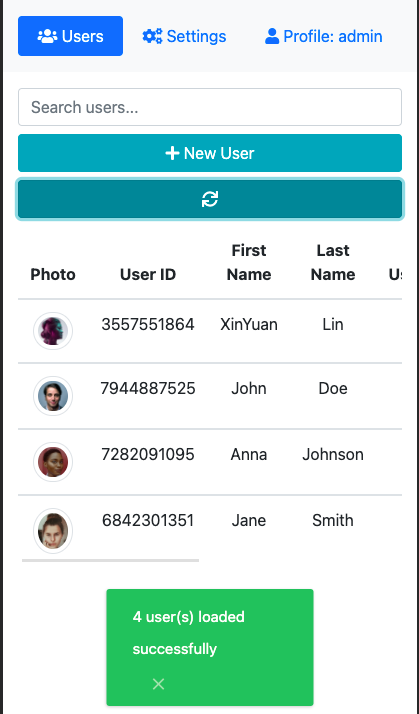 Users Settings Profile: admin
Search users...
New User
First Last
Photo User ID Name Name
3557551864 XinYuan Lin
7944887525 John Doe
7282091095 Anna Johnson
6842301351 Jane Smith
4 user(s) loaded
successfully